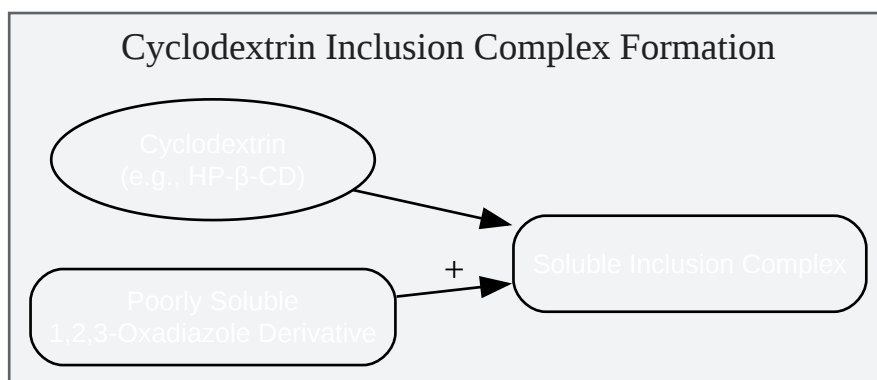 Cyclodextrin Inclusion Complex Formation
Cyclodextrin
(e.g., HP-β-CD)
Soluble Inclusion Complex
+
Poorly Soluble
1,2,3-Oxadiazole Derivative